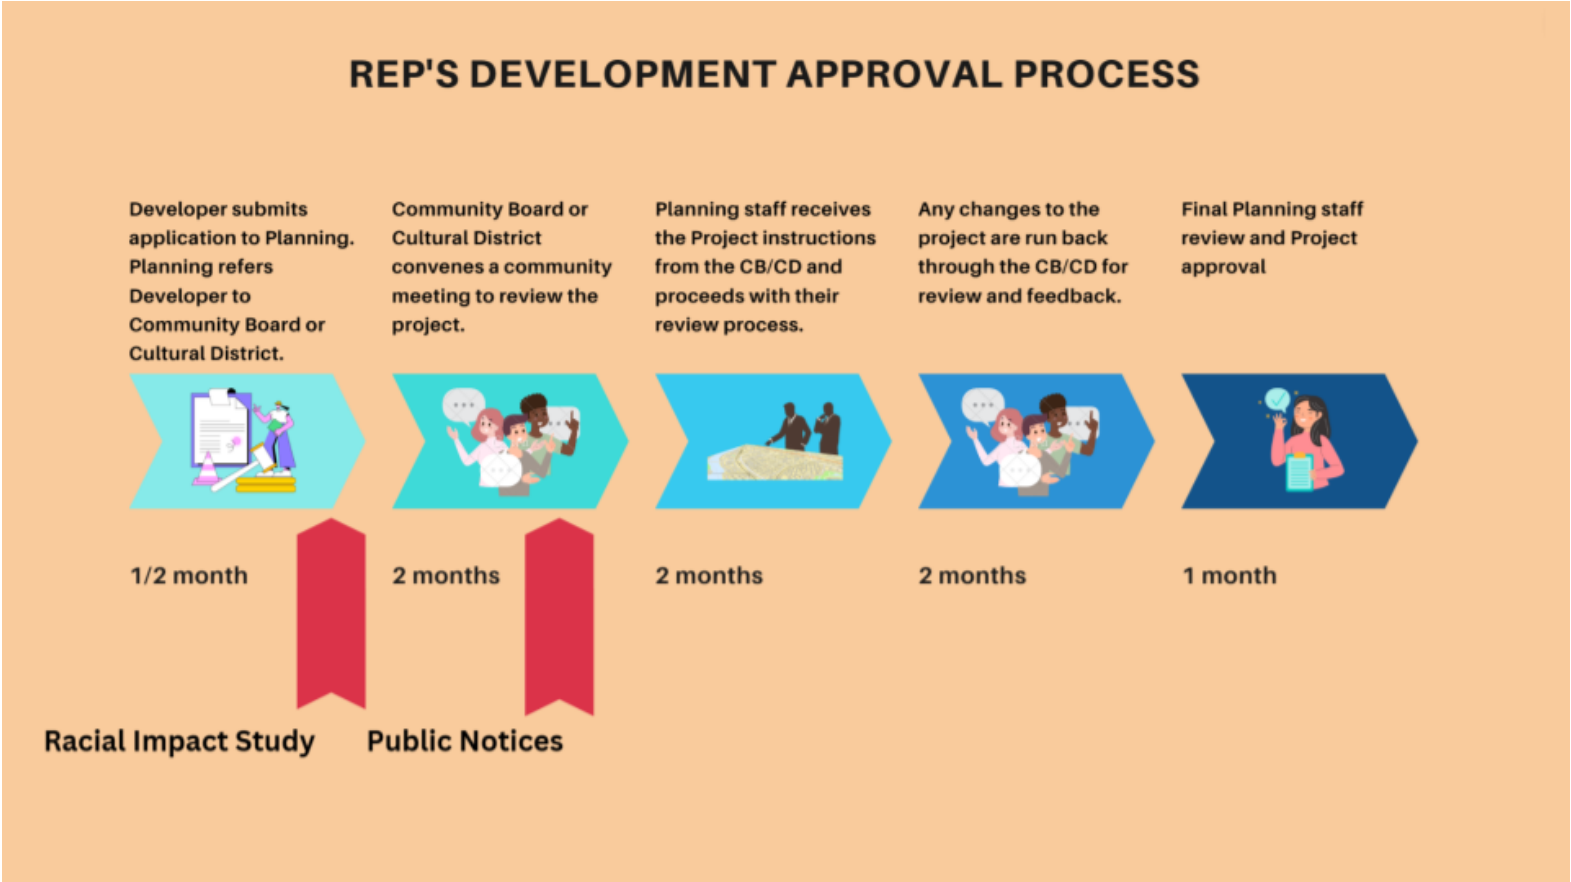 REP'S DEVELOPMENT APPROVAL PROCESS
Developer submits
application to Planning.
Planning refers
Developer to
Community Board or
Cultural District.
Community Board or
Cultural District
convenes a community
meeting to review the
project.
Planning staff receives
the Project instructions
from the CB/CD and
proceeds with their
review process.
Any changes to the
project are run back
through the CB/CD for
review and feedback.
Final Planning staff
review and Project
approval
1/2 month
2 months
2 months
2 months
1 month
Racial Impact Study
Public Notices